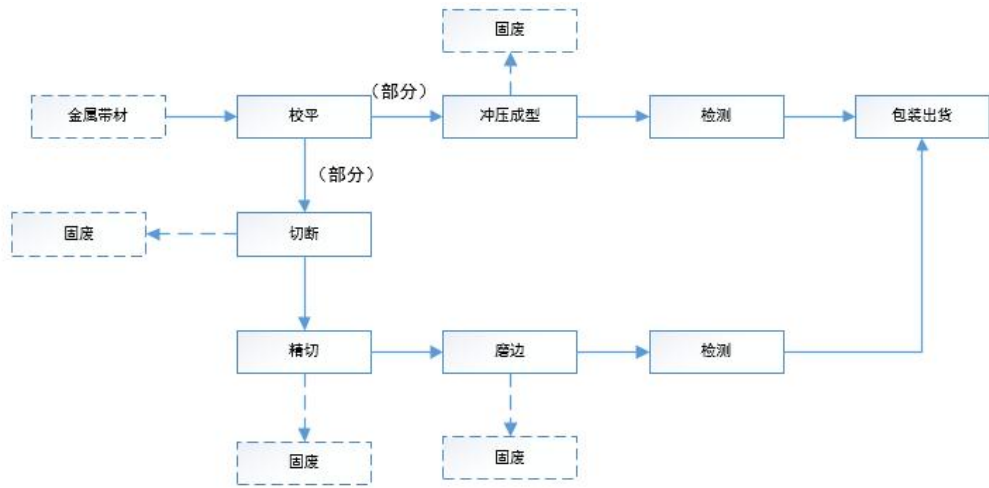 固废
金属带材
校平
（部分）
冲压成型
检测
包装出货
（部分）
固废
切断
精切
磨边
检测
固废
固废